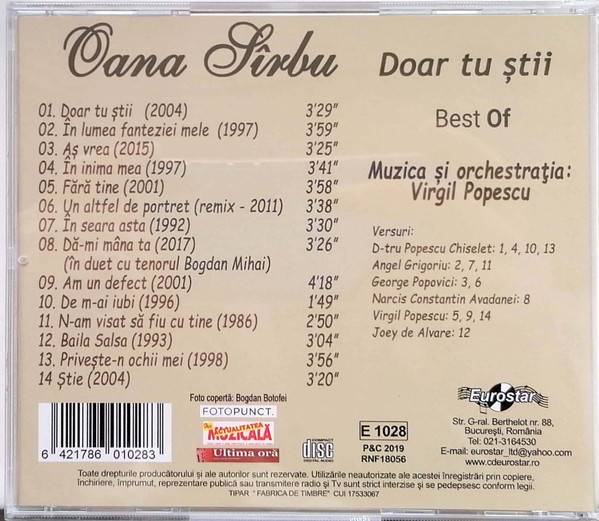 Oana Sîrbu
Doar tu știi
Best Of
Muzica și orchestrația:
Virgil Popescu
01. Doar tu știi (2004) 3'29"
02. În lumea fanteziei mele (1997) 3'59"
03. Aș vrea (2015) 3'25"
04. În inima mea (1997) 3'41"
05. Fără tine (2001) 3'58"
06. Un altfel de portret (remix - 2011) 3'38"
07. În seara asta (1992) 3'30"
08. Dă-mi mâna ta (2017) 3'26"
(în duet cu tenorul Bogdan Mihai)
09. Am un defect (2001) 4'18"
10. De m-ai iubi (1996) 1'49"
11. N-am visat să fiu cu tine (1986) 2'50"
12. Baila Salsa (1993) 3'04"
13. Privește-n ochii mei (1998) 3'56"
14 Știe (2004) 3'20"
Versuri:
D-tru Popescu Chiselet: 1, 4, 10, 13
Angel Grigoriu: 2, 7, 11
George Popovici: 3, 6
Narcis Constantin Avadanei: 8
Virgil Popescu: 5, 9, 14
Joey de Alvare: 12
Eurostar
Str. G-ral. Berthelot nr. 88,
București, România
Tel: 021-3164530
E-mail: eurostar_ltd@yahoo.com
www.cdeurostar.ro
Foto copertă: Bogdan Botofei
FOTOPUNCT.
ACTUALITATEA
MUZICALĂ
Ultima oră
COMPACT
disc
DIGITAL AUDIO
E 1028
P&C 2019
RNF18056
6 421786 010283
Toate drepturile producătorului și ale autorilor sunt rezervate. Utilizările neautorizate ale acestei înregistrări prin copiere,
închiriere, împrumut, reprezentare publică sau transmitere radio și Tv sunt strict interzise și se pedepsesc conform legii.
TIPAR "FABRICA DE TIMBRE" CUI 17533067